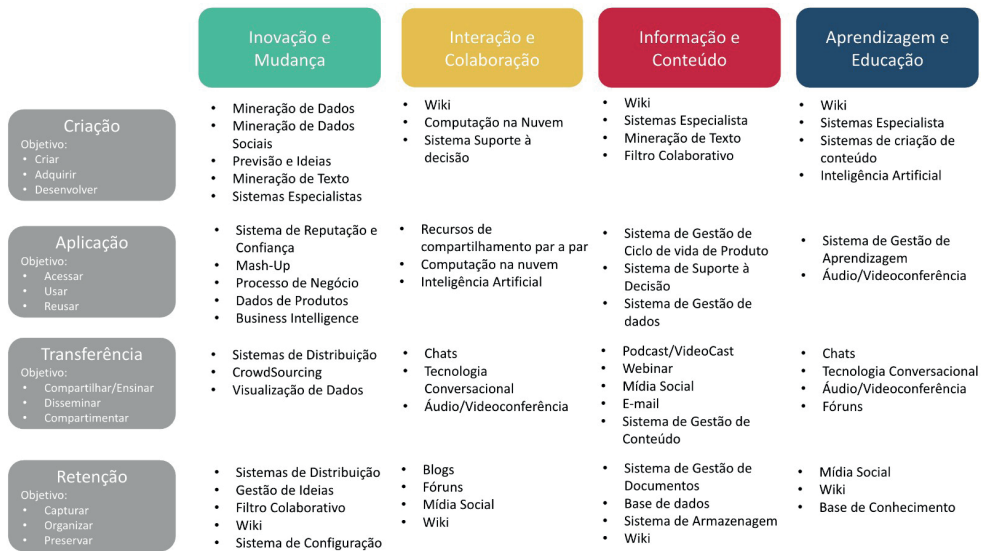 Inovação e
Mudança
Interação e
Colaboração
Informação e
Conteúdo
Aprendizagem e
Educação
Criação
Objetivo:
• Criar
• Adquirir
• Desenvolver
• Mineração de Dados
• Mineração de Dados
Sociais
• Previsão e Ideias
• Mineração de Texto
• Sistemas Especialistas
• Wiki
• Computação na Nuvem
• Sistema Suporte à
decisão
• Wiki
• Sistemas Especialista
• Mineração de Texto
• Filtro Colaborativo
• Wiki
• Sistemas Especialista
• Sistemas de criação de
conteúdo
• Inteligência Artificial
Aplicação
Objetivo:
• Acessar
• Usar
• Reusar
• Sistema de Reputação e
Confiança
• Mash-Up
• Processo de Negócio
• Dados de Produtos
• Business Intelligence
• Recursos de
compartilhamento par a par
• Computação na nuvem
• Inteligência Artificial
• Sistema de Gestão de
Ciclo de vida de Produto
• Sistema de Suporte à
Decisão
• Sistema de Gestão de
dados
• Sistema de Gestão de
Aprendizagem
• Áudio/Videoconferência
Transferência
Objetivo:
• Compartilhar/Ensinar
• Disseminar
• Compartimentar
• Sistemas de Distribuição
• CrowdSourcing
• Visualização de Dados
• Chats
• Tecnologia
Conversacional
• Áudio/Videoconferência
• Podcast/VideoCast
• Webinar
• Mídia Social
• E-mail
• Sistema de Gestão de
Conteúdo
• Chats
• Tecnologia Conversacional
• Áudio/Videoconferência
• Fóruns
Retenção
Objetivo:
• Capturar
• Organizar
• Preservar
• Sistemas de Distribuição
• Gestão de Ideias
• Filtro Colaborativo
• Wiki
• Sistema de Configuração
• Blogs
• Fóruns
• Mídia Social
• Wiki
• Sistema de Gestão de
Documentos
• Base de dados
• Sistema de Armazenagem
• Wiki
• Mídia Social
• Wiki
• Base de Conhecimento